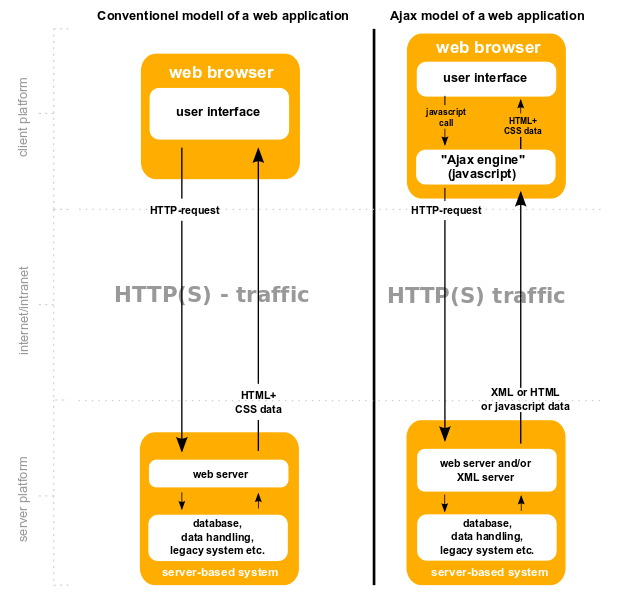 Conventionel modell of a web application
web browser
user interface
HTTP-request
HTTP(S) - traffic
HTML+
CSS data
web server
database,
data handling,
legacy system etc.
server-based system
Ajax model of a web application
web browser
user interface
javascript
call
HTML+
CSS data
"Ajax engine"
(javascript)
HTTP-request
HTTP(S) traffic
XML or HTML
or javascript data
web server and/or
XML server
database,
data handling,
legacy system etc.
server-based system
client platform
internet/intranet
server platform